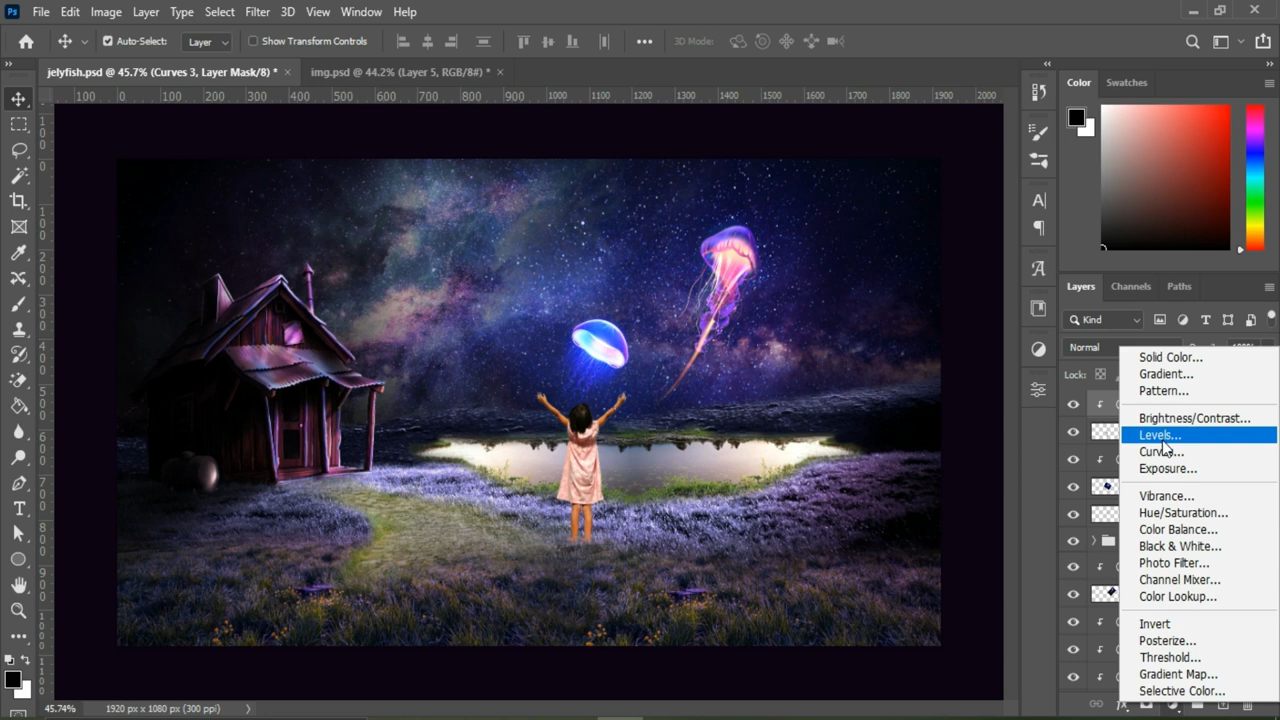 Ps File Edit Image Layer Type Select Filter 3D View Window Help
Auto-Select: Layer Show Transform Controls 3D Mode:
jelyfish.psd @ 45.7% (Curves 3, Layer Mask/8) * × img.psd @ 44.2% (Layer 5, RGB/8#) * ×
100 0 100 200 300 400 500 600 700 800 900 1000 1100 1200 1300 1400 1500 1600 1700 1800 1900 2000
Color Swatches
Layers Channels Paths
Kind
Normal
Lock:
Solid Color...
Gradient...
Pattern...
Brightness/Contrast...
Levels...
Exposure...
Vibrance...
Hue/Saturation...
Color Balance...
Black & White...
Photo Filter...
Channel Mixer...
Color Lookup...
Invert
Posterize...
Threshold...
Gradient Map...
Selective Color...
45.74% 1920 px x 1080 px (300 ppi)